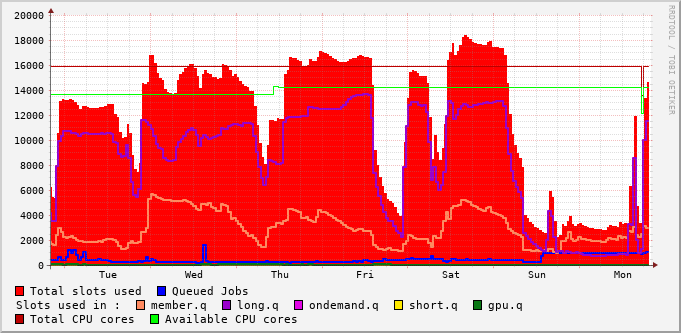 20000
18000
16000
14000
12000
10000
8000
6000
4000
2000
0
Tue Wed Thu Fri Sat Sun Mon
RRDTOOL / TOBI OETIKER
Total slots used Queued Jobs
Slots used in : member.q long.q ondemand.q short.q gpu.q
Total CPU cores Available CPU cores